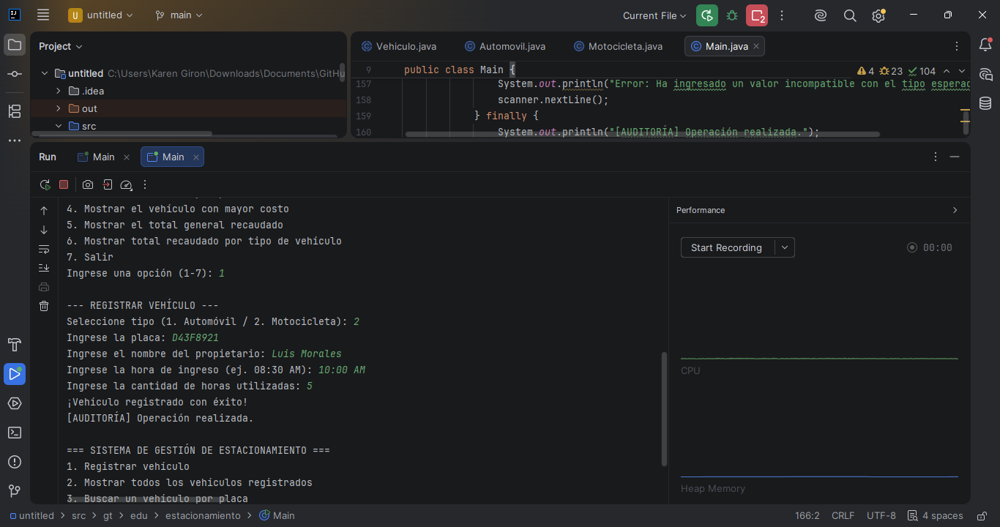 IJ
U untitled
main
Current File
2
Project
untitled C:\Users\Karen Giron\Downloads\Documents\GitHu
.idea
out
src
Vehiculo.java
Automovil.java
Motocicleta.java
Main.java
9 public class Main {
4 23 104
157 System.out.println("Error: Ha ingresado un valor incompatible con el tipo esperad
158 scanner.nextLine();
159 } finally {
160 System.out.println("[AUDITORÍA] Operación realizada.");
Run
Main
Main
4. Mostrar el vehículo con mayor costo
5. Mostrar el total general recaudado
6. Mostrar total recaudado por tipo de vehículo
7. Salir
Ingrese una opción (1-7): 1
--- REGISTRAR VEHÍCULO ---
Seleccione tipo (1. Automóvil / 2. Motocicleta): 2
Ingrese la placa: D43F8921
Ingrese el nombre del propietario: Luis Morales
Ingrese la hora de ingreso (ej. 08:30 AM): 10:00 AM
Ingrese la cantidad de horas utilizadas: 5
¡Vehículo registrado con éxito!
[AUDITORÍA] Operación realizada.
=== SISTEMA DE GESTIÓN DE ESTACIONAMIENTO ===
1. Registrar vehículo
2. Mostrar todos los vehículos registrados
3. Buscar un vehículo por placa
Performance
Start Recording
00:00
CPU
Heap Memory
untitled > src > gt > edu > estacionamiento > Main
166:2 CRLF UTF-8 4 spaces